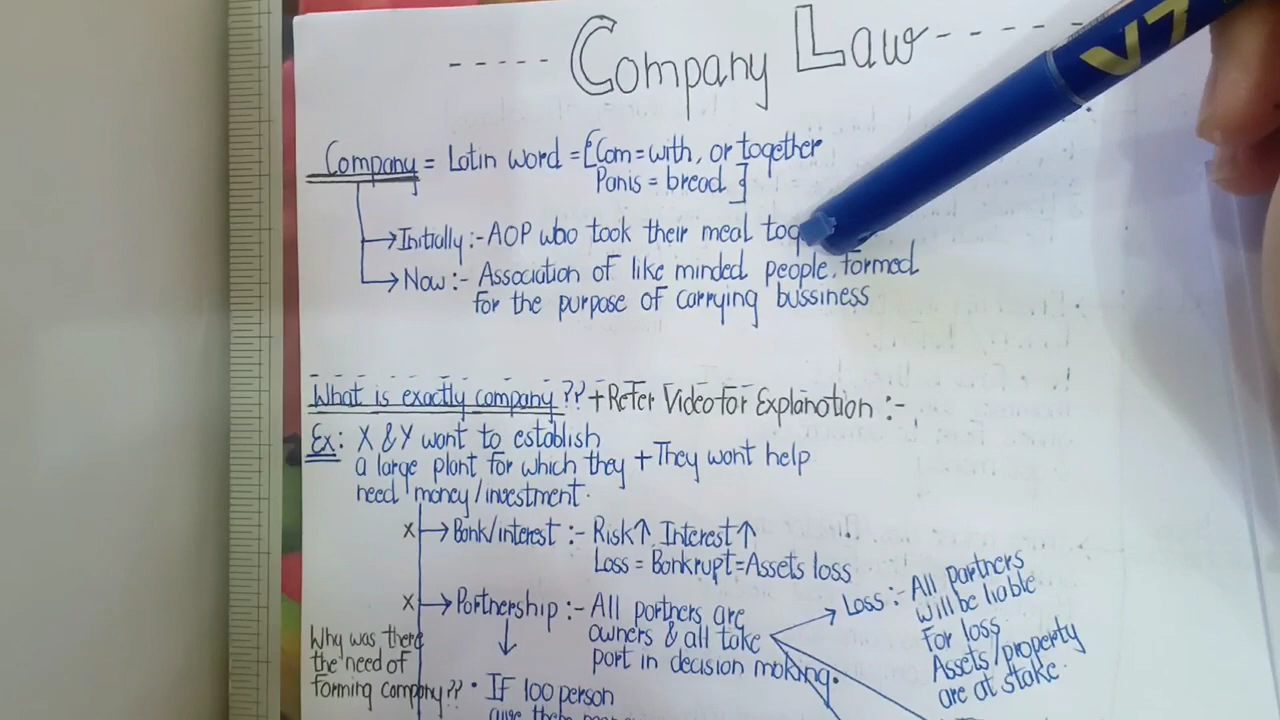 Company Law
V7
Company = Latin word = [Com = with, or together
Panis = bread]
→ Initially :- AOP who took their meal tog
→ Now :- Association of like minded people, formed
for the purpose of carrying bussiness
What is exactly company ?? + Refer Video for Explanation :-
Ex: X & Y want to establish
a large plant for which they + They wont help
need money/investment.
x → Bank/interest :- Risk↑ Interest↑
Loss = Bankrupt = Assets loss
x → Partnership :- All partners are
owners & all take
part in decision making.
Loss :- All partners
will be liable
for loss
Assets/property
are at stake.
Why was there
the need of
forming company??
• If 100 person